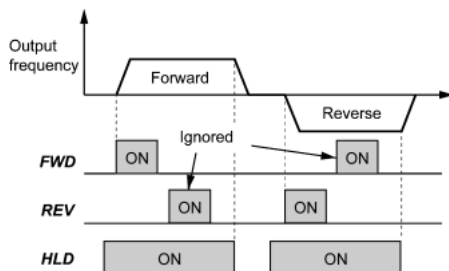 Output
frequency
Forward
Reverse
Ignored
FWD ON ON
REV ON ON
HLD ON ON